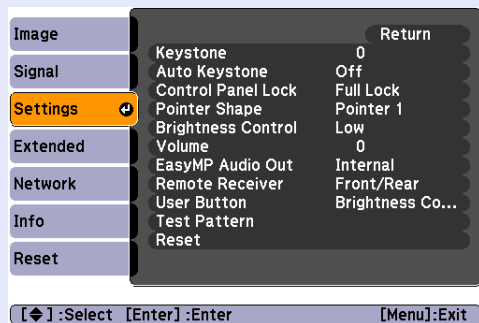 Image
Signal
Settings
Extended
Network
Info
Reset
Return
Keystone 0
Auto Keystone Off
Control Panel Lock Full Lock
Pointer Shape Pointer 1
Brightness Control Low
Volume 0
EasyMP Audio Out Internal
Remote Receiver Front/Rear
User Button Brightness Co...
Test Pattern
Reset
[◆] :Select [Enter] :Enter [Menu]:Exit